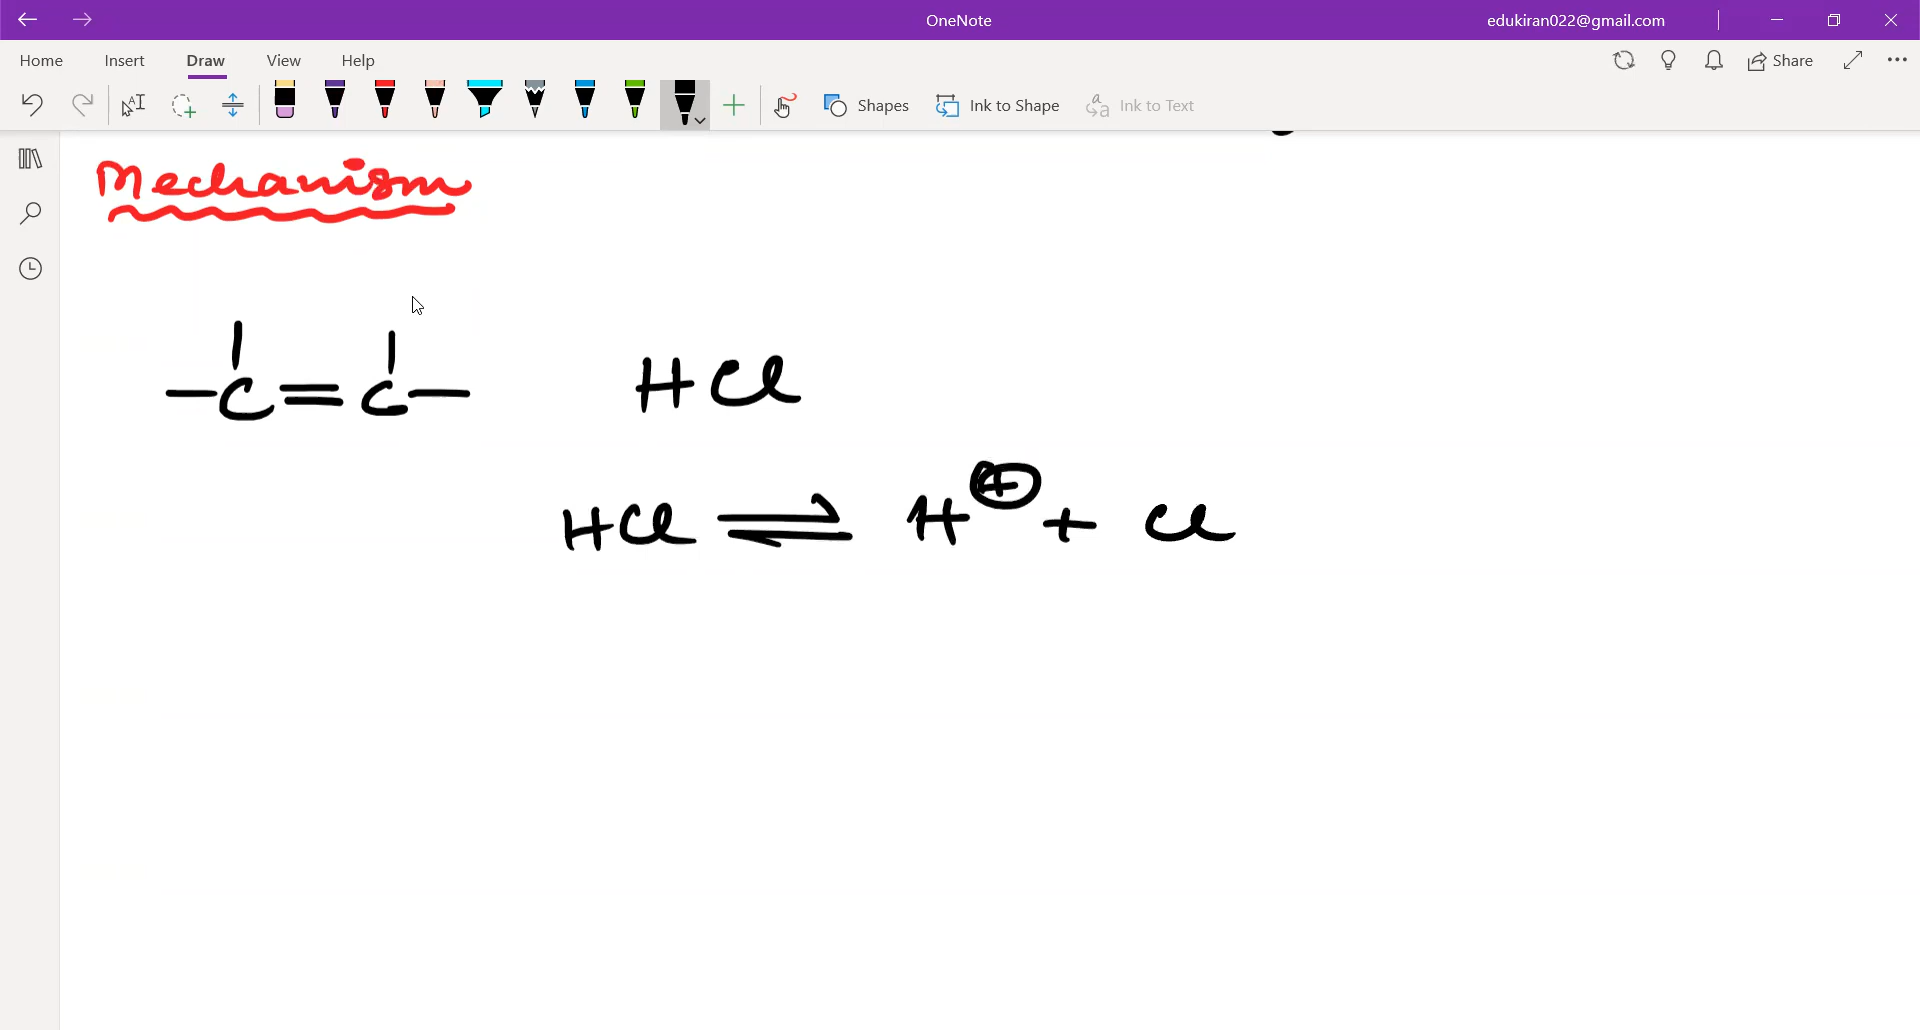 OneNote
edukiran022@gmail.com
Home Insert Draw View Help
Share
Shapes Ink to Shape Ink to Text
Mechanism
–C=C–
HCl
HCl ⇌ H⊕ + Cl